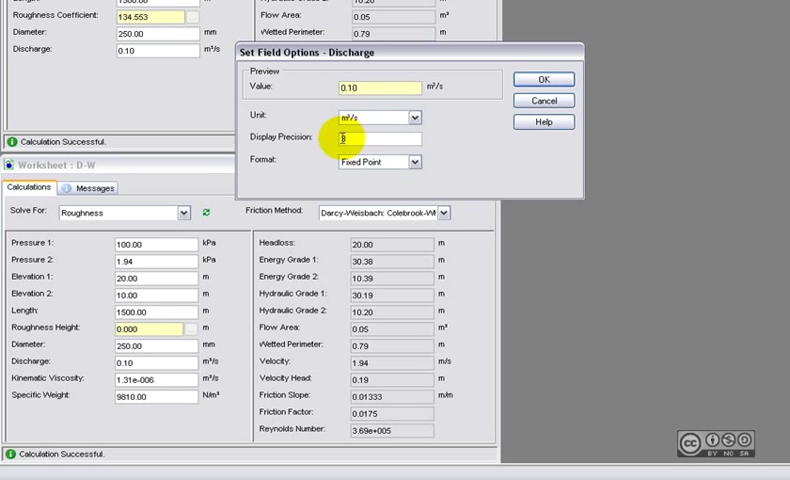 1500.00
10.20
Roughness Coefficient: 134.553 Flow Area: 0.05 m²
Diameter: 250.00 mm Wetted Perimeter: 0.79 m
Discharge: 0.10 m³/s
Calculation Successful.
Set Field Options - Discharge
Preview
Value: 0.10 m³/s
Unit: m³/s
Display Precision:
Format: Fixed Point
OK
Cancel
Help
Worksheet : D-W
Calculations Messages
Solve For: Roughness Friction Method: Darcy-Weisbach: Colebrook-Wh
Pressure 1: 100.00 kPa Headloss: 20.00 m
Pressure 2: 1.94 kPa Energy Grade 1: 30.38 m
Elevation 1: 20.00 m Energy Grade 2: 10.39 m
Elevation 2: 10.00 m Hydraulic Grade 1: 30.19 m
Length: 1500.00 m Hydraulic Grade 2: 10.20 m
Roughness Height: 0.000 m Flow Area: 0.05 m²
Diameter: 250.00 mm Wetted Perimeter: 0.79 m
Discharge: 0.10 m³/s Velocity: 1.94 m/s
Kinematic Viscosity: 1.31e-006 m²/s Velocity Head: 0.19 m
Specific Weight: 9810.00 N/m³ Friction Slope: 0.01333 m/m
Friction Factor: 0.0175
Reynolds Number: 3.69e+005
Calculation Successful.
cc BY NC SA